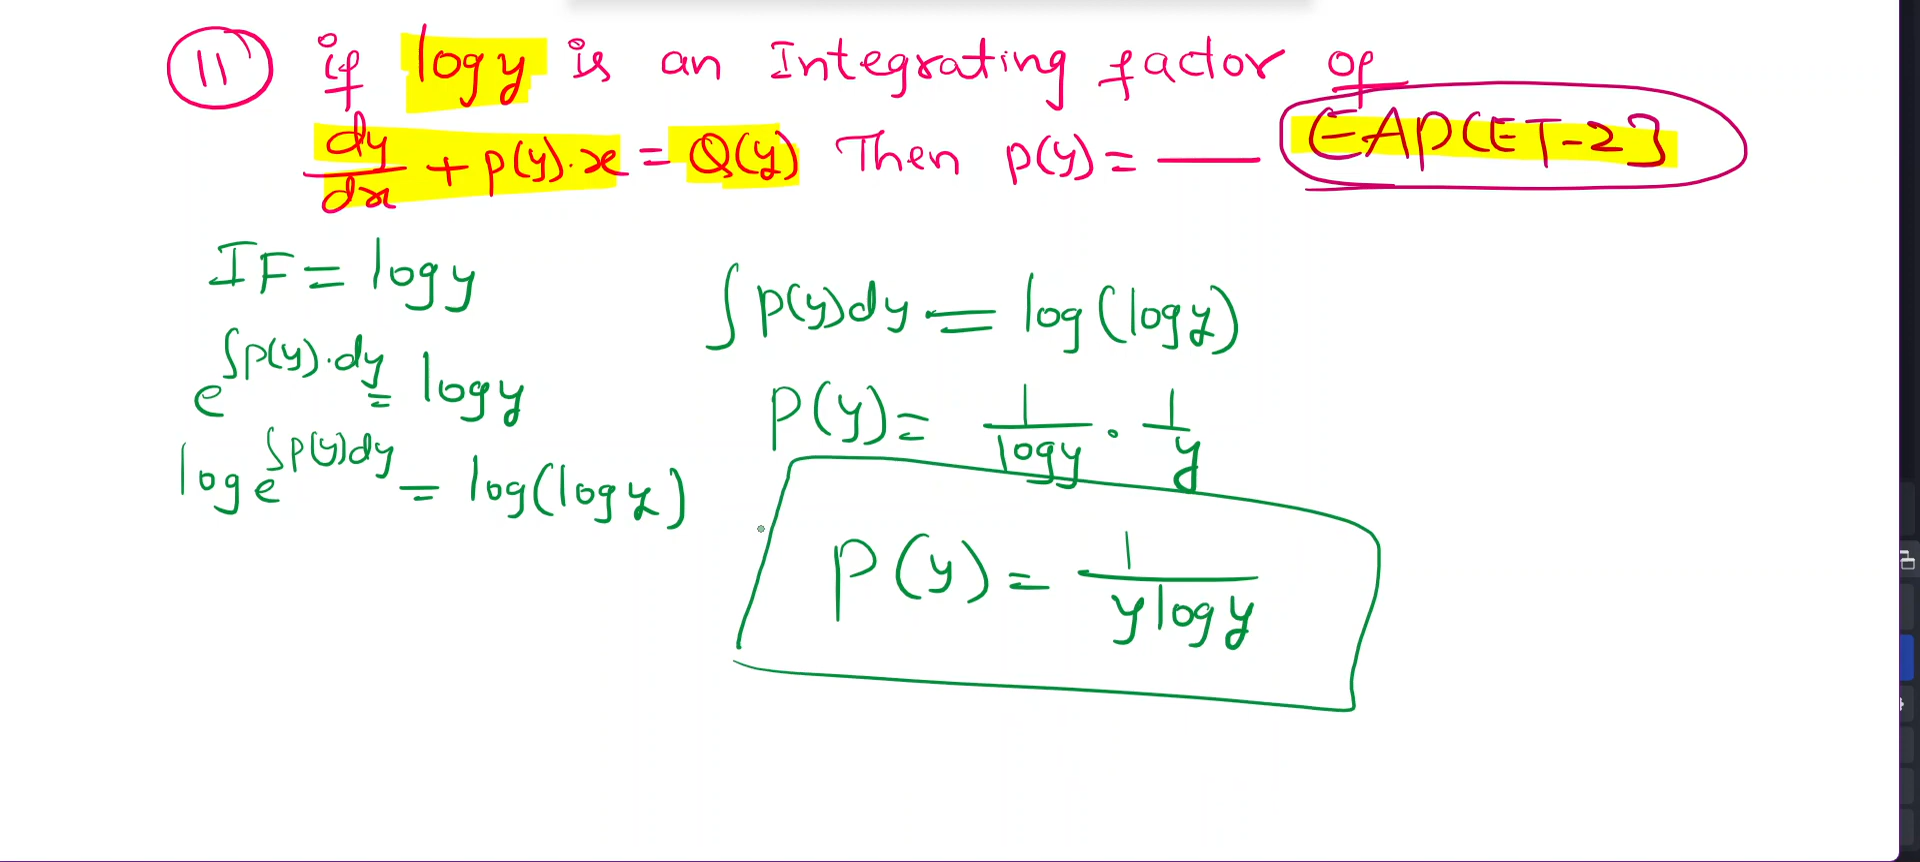 11 if log y is an Integrating factor of
dy/dx + p(y).x = Q(y) Then p(y) = ___ EAPCET-23
IF = log y
e^∫p(y).dy = log y
log e^∫p(y)dy = log(log y)
∫p(y)dy = log(log y)
P(y) = 1/log y . 1/y
P(y) = 1/y log y